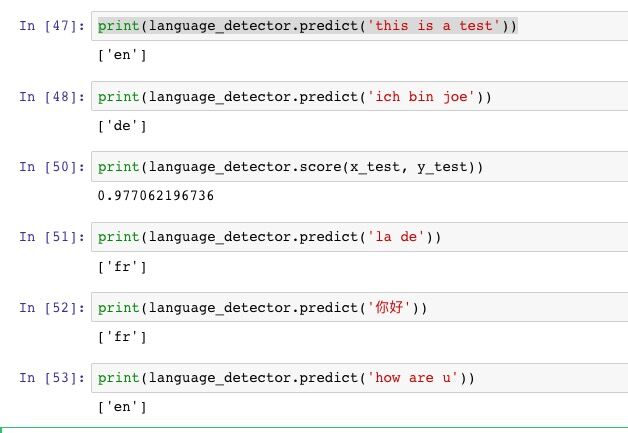 In [47]: print(language_detector.predict('this is a test'))
['en']
In [48]: print(language_detector.predict('ich bin joe'))
['de']
In [50]: print(language_detector.score(x_test, y_test))
0.977062196736
In [51]: print(language_detector.predict('la de'))
['fr']
In [52]: print(language_detector.predict('你好'))
['fr']
In [53]: print(language_detector.predict('how are u'))
['en']